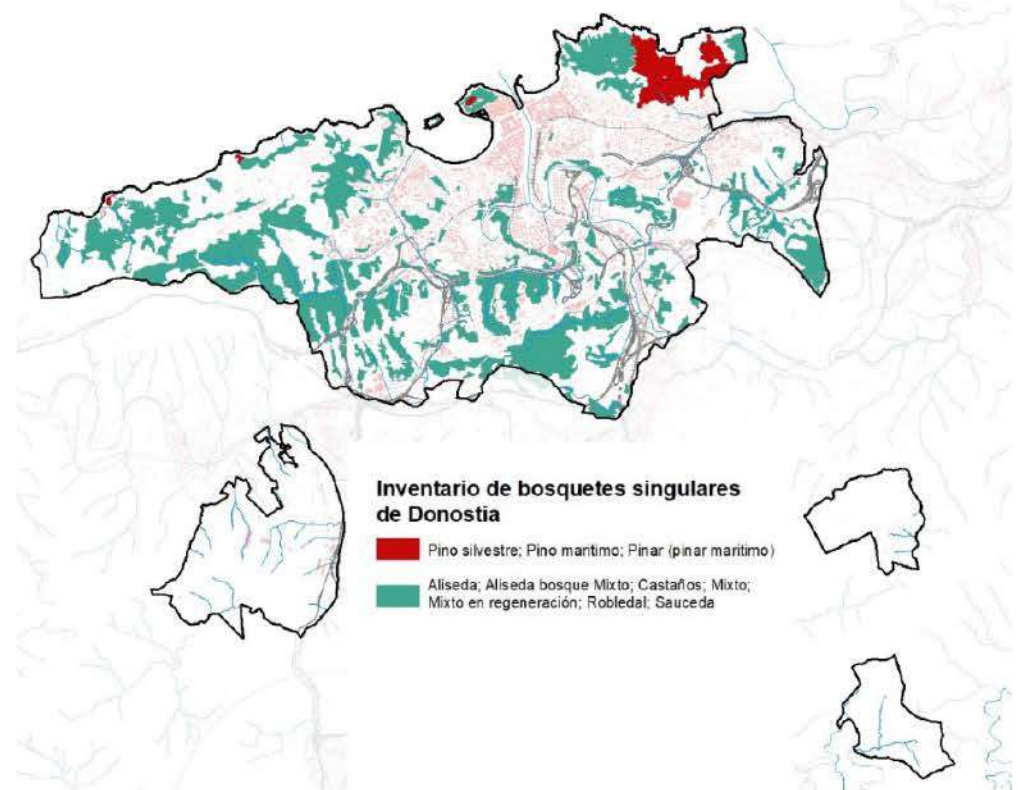 Inventario de bosquetes singulares
de Donostia
Pino silvestre; Pino marítimo; Pinar (pinar marítimo)
Aliseda; Aliseda bosque Mixto; Castaños; Mixto;
Mixto en regeneración; Robledal; Sauceda